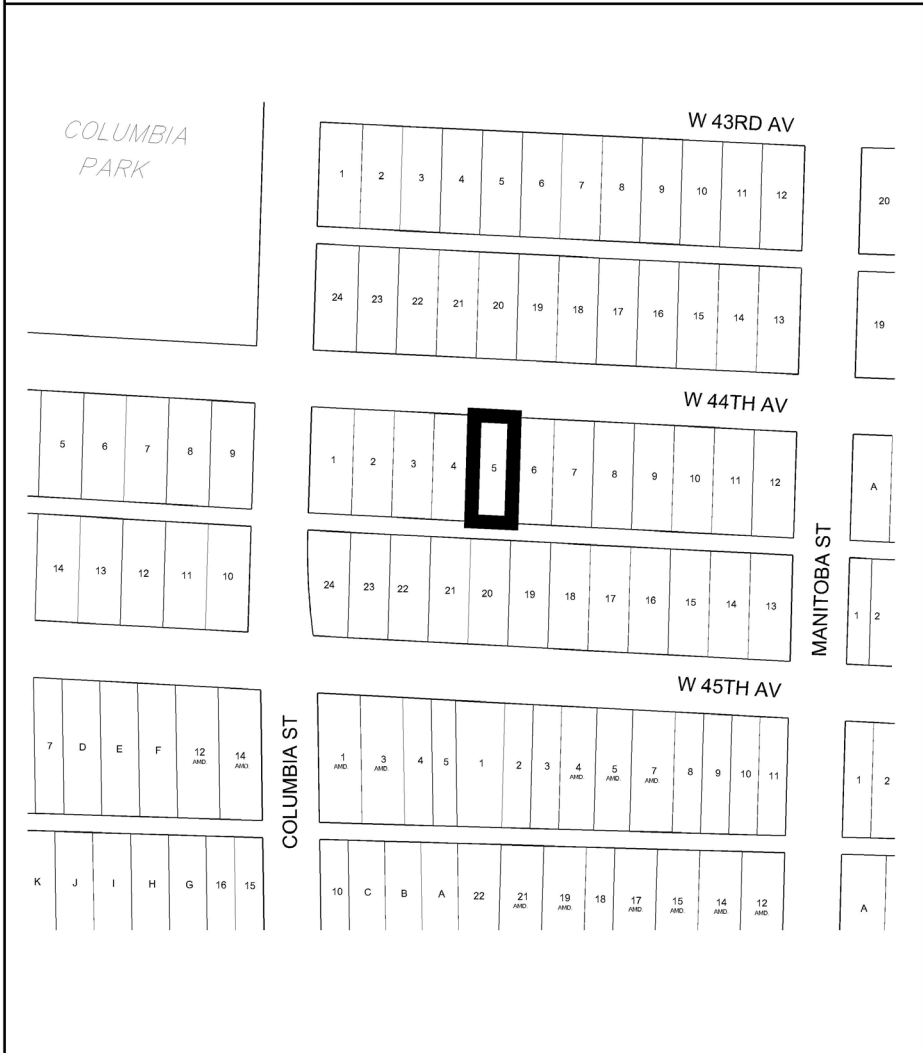 COLUMBIA
PARK
W 43RD AV
1 2 3 4 5 6 7 8 9 10 11 12
20
24 23 22 21 20 19 18 17 16 15 14 13
19
W 44TH AV
5 6 7 8 9
1 2 3 4 5 6 7 8 9 10 11 12
A
14 13 12 11 10
24 23 22 21 20 19 18 17 16 15 14 13
MANITOBA ST
1 2
W 45TH AV
7 D E F 12 AMD. 14 AMD.
COLUMBIA ST
1 AMD. 3 AMD. 4 5 1 2 3 4 AMD. 5 AMD. 7 AMD. 8 9 10 11
1 2
K J I H G 16 15
10 C B A 22 21 AMD. 19 AMD. 18 17 AMD. 15 AMD. 14 AMD. 12 AMD.
A